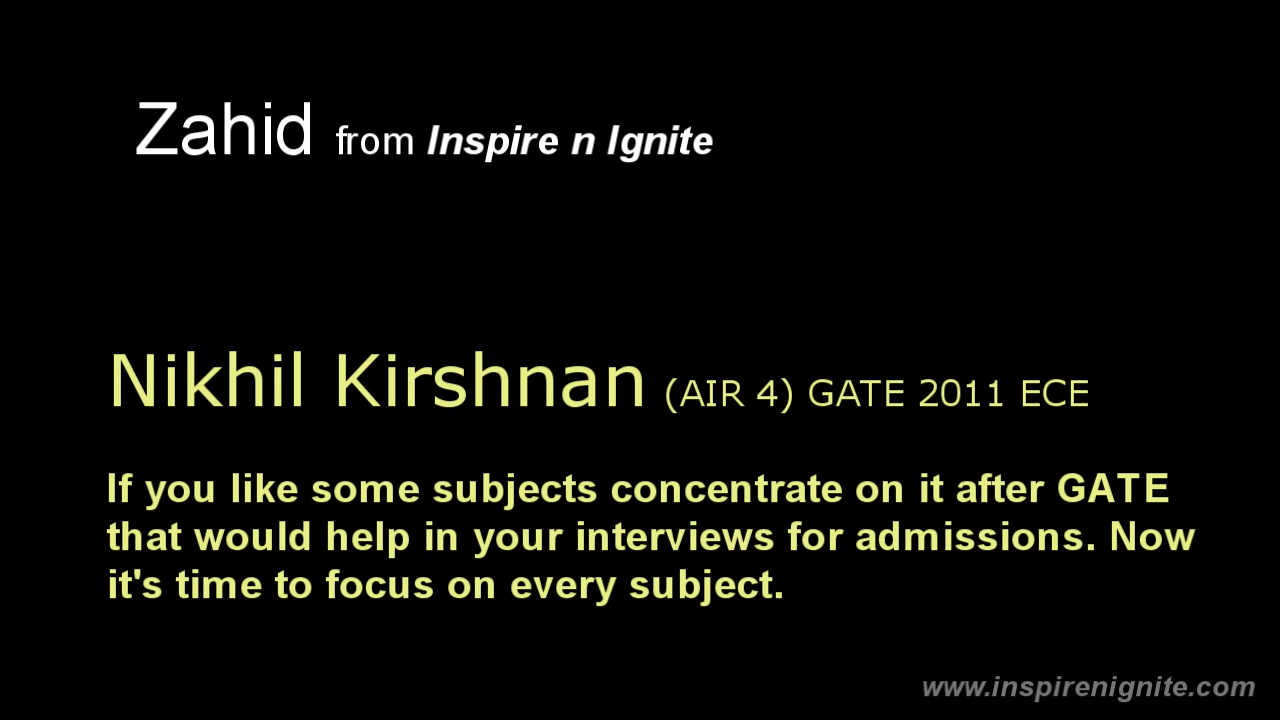 Zahid from Inspire n Ignite
Nikhil Kirshnan (AIR 4) GATE 2011 ECE
If you like some subjects concentrate on it after GATE
that would help in your interviews for admissions. Now
it's time to focus on every subject.
www.inspirenignite.com